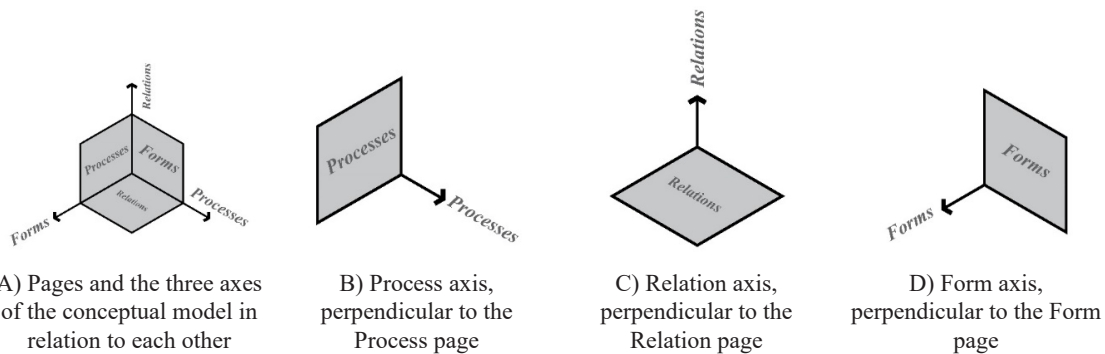 Relations
Processes
Forms
Relations
Forms
Processes
A) Pages and the three axes
of the conceptual model in
relation to each other
Processes
Processes
B) Process axis,
perpendicular to the
Process page
Relations
Relations
C) Relation axis,
perpendicular to the
Relation page
Forms
Forms
D) Form axis,
perpendicular to the Form
page